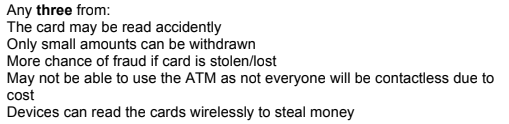 Any three from:
The card may be read accidently
Only small amounts can be withdrawn
More chance of fraud if card is stolen/lost
May not be able to use the ATM as not everyone will be contactless due to
cost
Devices can read the cards wirelessly to steal money